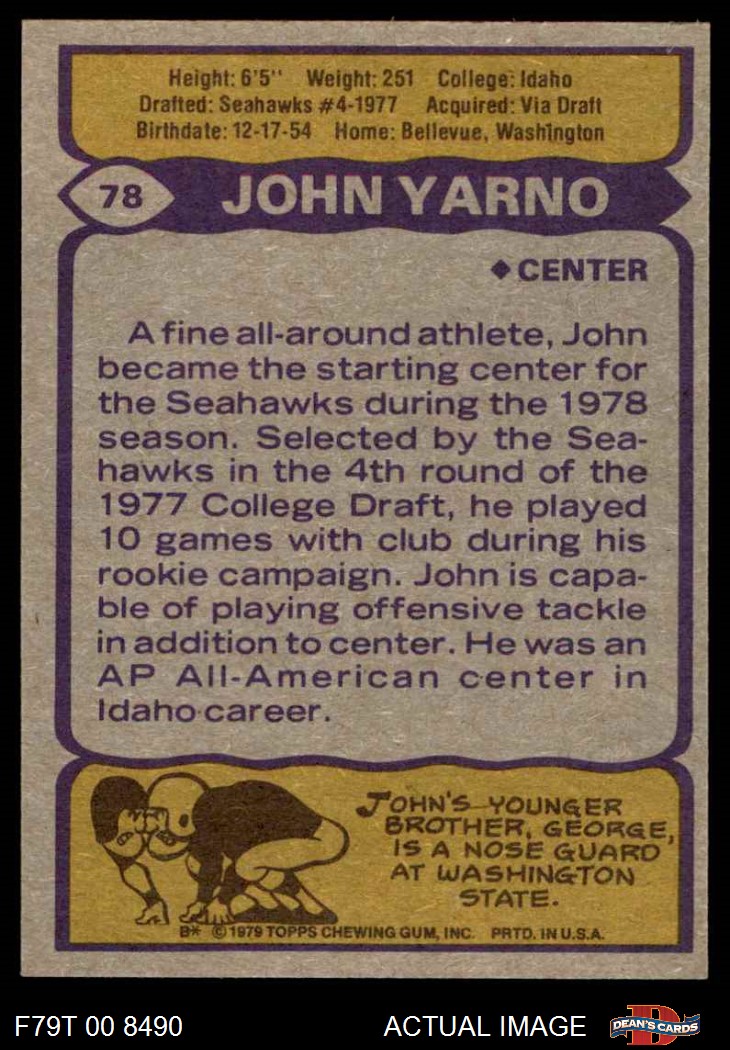 Height: 6'5" Weight: 251 College: Idaho
Drafted: Seahawks #4-1977 Acquired: Via Draft
Birthdate: 12-17-54 Home: Bellevue, Washington
78 JOHN YARNO
◆ CENTER
A fine all-around athlete, John
became the starting center for
the Seahawks during the 1978
season. Selected by the Sea-
hawks in the 4th round of the
1977 College Draft, he played
10 games with club during his
rookie campaign. John is capa-
ble of playing offensive tackle
in addition to center. He was an
AP All-American center in
Idaho career.
JOHN'S YOUNGER
BROTHER, GEORGE,
IS A NOSE GUARD
AT WASHINGTON
STATE.
B* © 1979 TOPPS CHEWING GUM, INC. PRTD. IN U.S.A.
F79T 00 8490 ACTUAL IMAGE DEAN'S CARDS